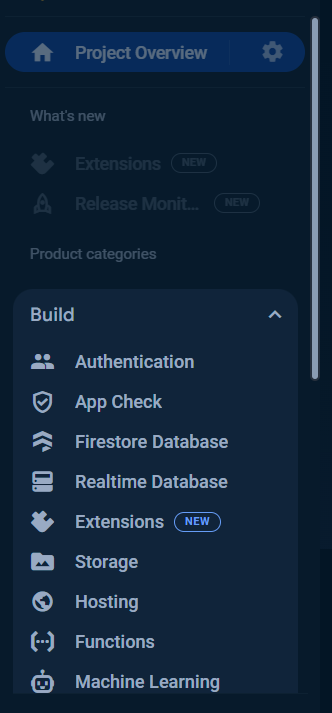 Project Overview
What's new
Extensions NEW
Release Monit... NEW
Product categories
Build
Authentication
App Check
Firestore Database
Realtime Database
Extensions NEW
Storage
Hosting
Functions
Machine Learning